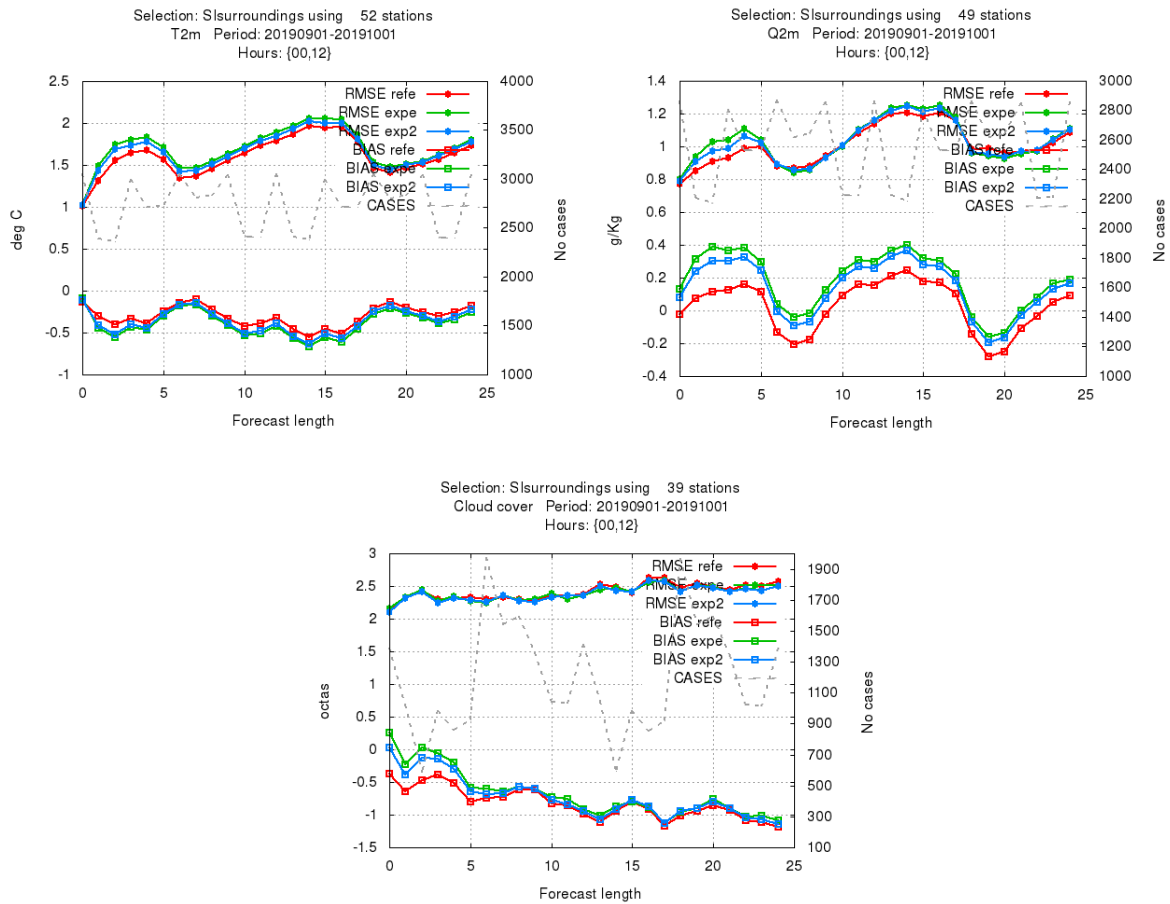 Selection: SIsurroundings using 52 stations
T2m Period: 20190901-20191001
Hours: {00,12}
2.5
2
1.5
1
0.5
0
-0.5
-1
deg C
4000
3500
3000
2500
2000
1500
1000
No cases
0
5
10
15
20
25
Forecast length
RMSE refe
RMSE expe
RMSE exp2
BIAS refe
BIAS expe
BIAS exp2
CASES
Selection: SIsurroundings using 49 stations
Q2m Period: 20190901-20191001
Hours: {00,12}
1.4
1.2
1
0.8
0.6
0.4
0.2
0
-0.2
-0.4
g/Kg
3000
2800
2600
2400
2200
2000
1800
1600
1400
1200
1000
No cases
0
5
10
15
20
25
Forecast length
RMSE refe
RMSE expe
RMSE exp2
BIAS refe
BIAS expe
BIAS exp2
CASES
Selection: SIsurroundings using 39 stations
Cloud cover Period: 20190901-20191001
Hours: {00,12}
3
2.5
2
1.5
1
0.5
0
-0.5
-1
-1.5
octas
1900
1700
1500
1300
1100
900
700
500
300
100
No cases
0
5
10
15
20
25
Forecast length
RMSE refe
RMSE expe
RMSE exp2
BIAS refe
BIAS expe
BIAS exp2
CASES